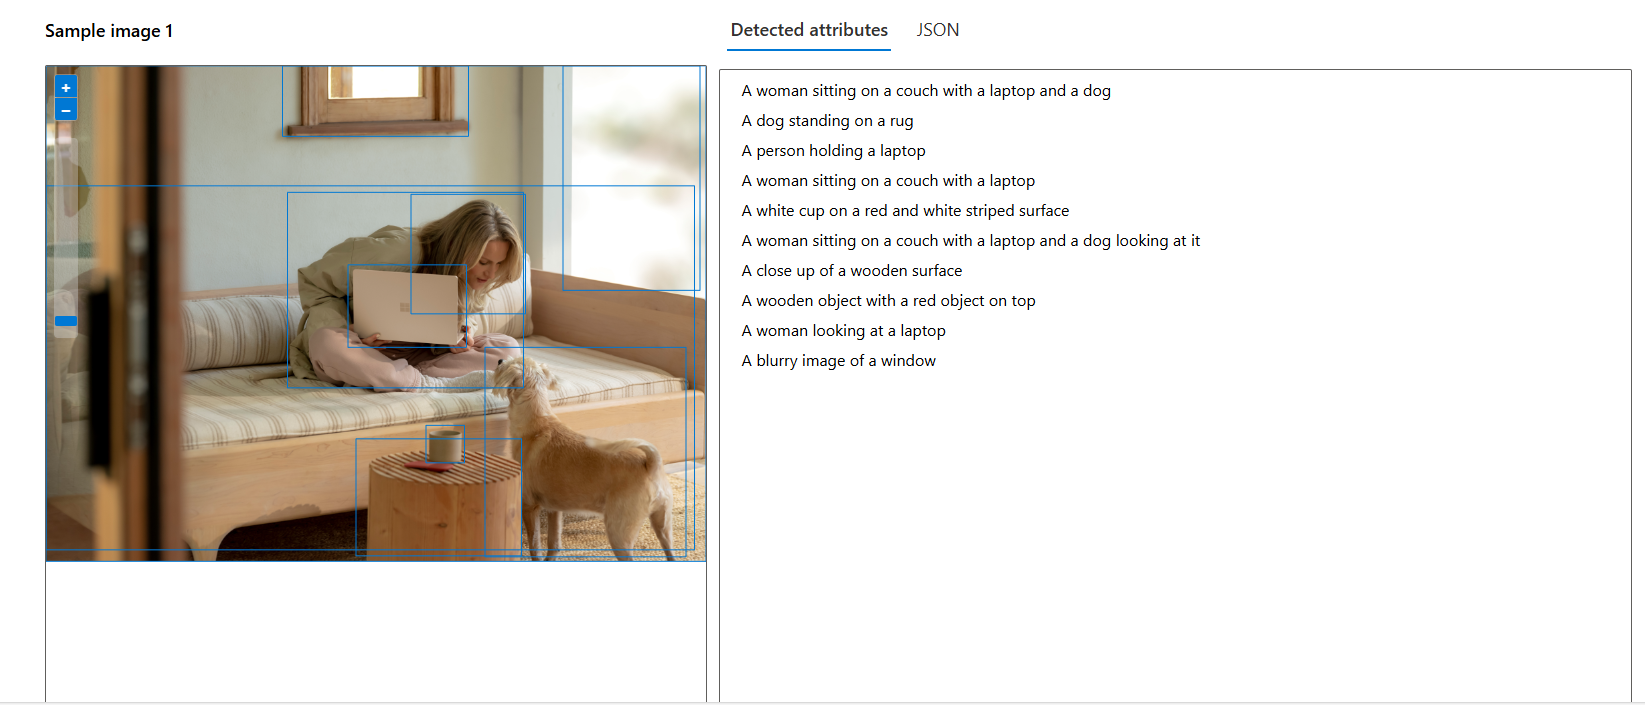 Sample image 1
Detected attributes
JSON
+
−
A woman sitting on a couch with a laptop and a dog
A dog standing on a rug
A person holding a laptop
A woman sitting on a couch with a laptop
A white cup on a red and white striped surface
A woman sitting on a couch with a laptop and a dog looking at it
A close up of a wooden surface
A wooden object with a red object on top
A woman looking at a laptop
A blurry image of a window